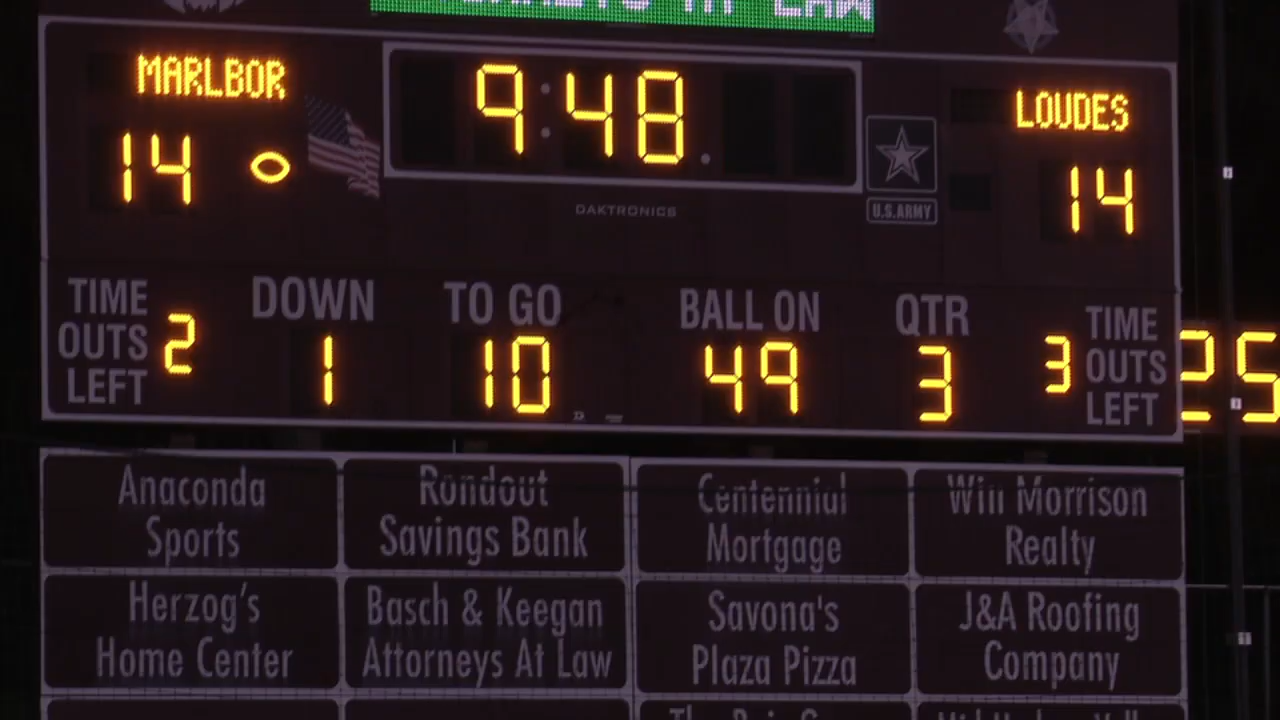 AT LAW
MARLBOR
9:48.
LOUDES
14
14
DAKTRONICS
U.S.ARMY
TIME OUTS LEFT
2
DOWN
1
TO GO
10
BALL ON
49
QTR
3
3
TIME OUTS LEFT
25
Anaconda
Sports
Rondout
Savings Bank
Centennial
Mortgage
Win Morrison
Realty
Herzog's
Home Center
Basch & Keegan
Attorneys At Law
Savona's
Plaza Pizza
J&A Roofing
Company